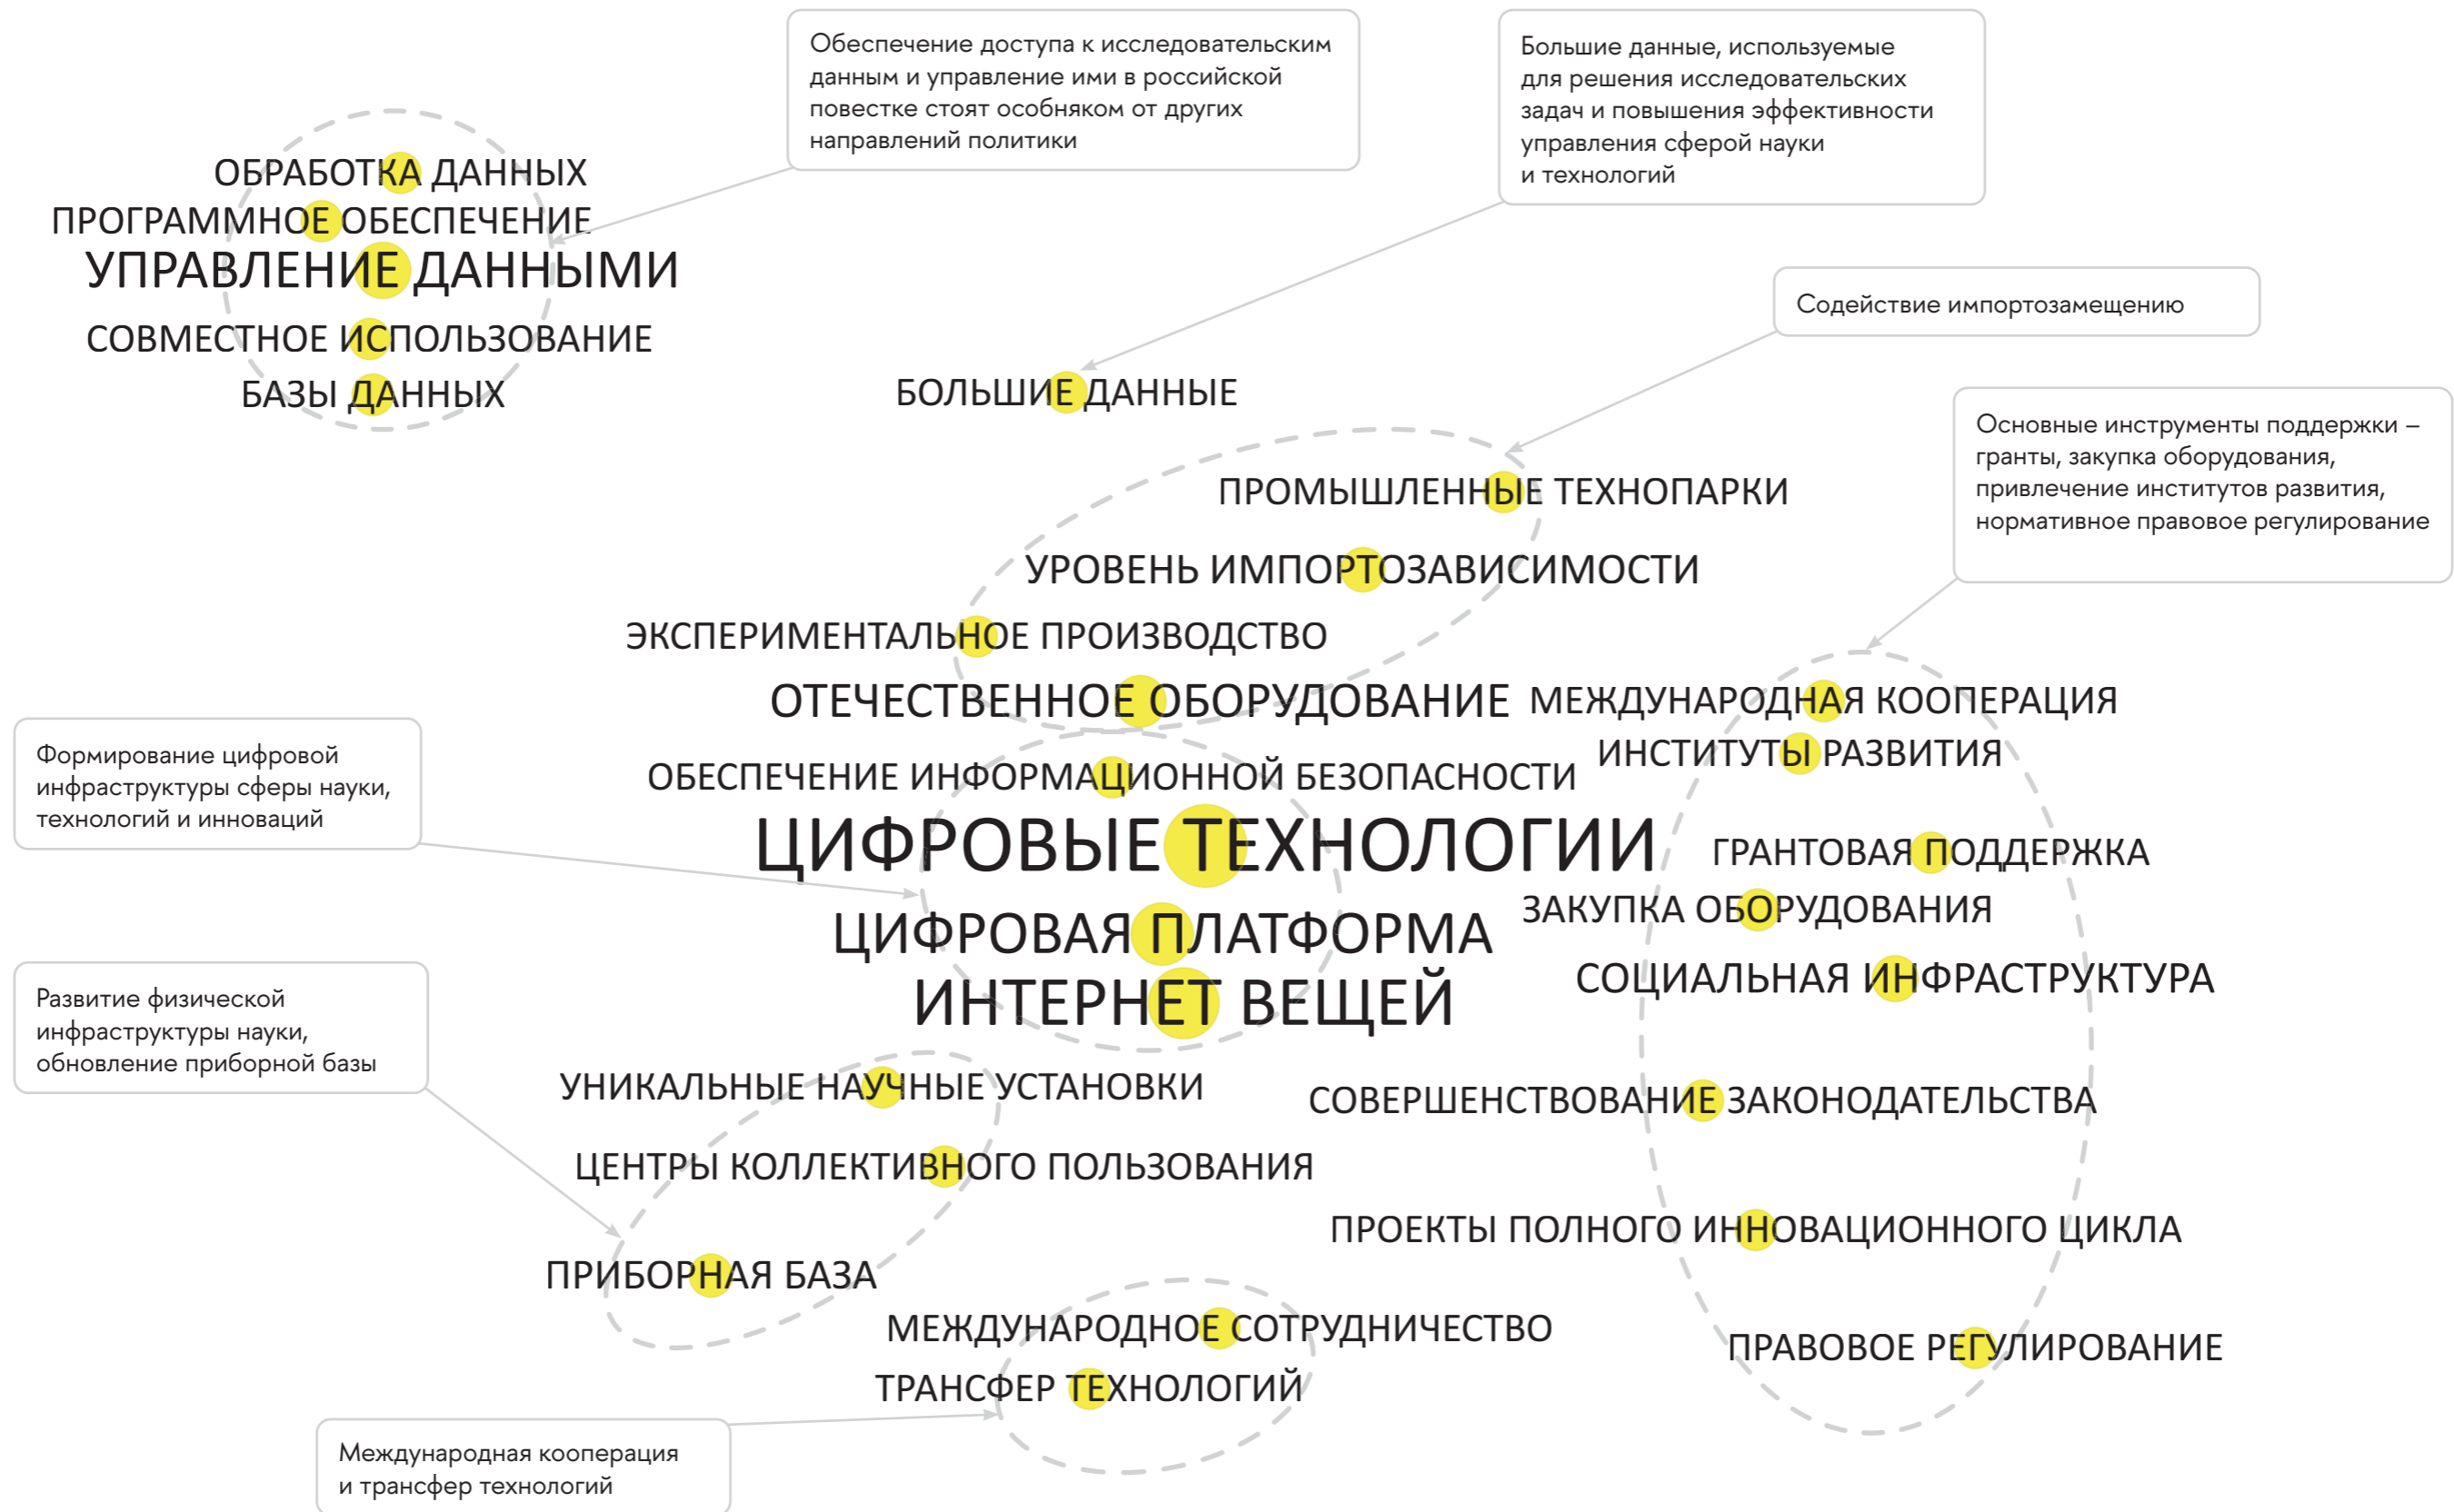 Обеспечение доступа к исследовательским
данным и управление ими в российской
повестке стоят особняком от других
направлений политики
Большие данные, используемые
для решения исследовательских
задач и повышения эффективности
управления сферой науки
и технологий
ОБРАБОТКА ДАННЫХ
ПРОГРАММНОЕ ОБЕСПЕЧЕНИЕ
УПРАВЛЕНИЕ ДАННЫМИ
СОВМЕСТНОЕ ИСПОЛЬЗОВАНИЕ
БАЗЫ ДАННЫХ
Содействие импортозамещению
БОЛЬШИЕ ДАННЫЕ
Основные инструменты поддержки –
гранты, закупка оборудования,
привлечение институтов развития,
нормативное правовое регулирование
ПРОМЫШЛЕННЫЕ ТЕХНОПАРКИ
УРОВЕНЬ ИМПОРТОЗАВИСИМОСТИ
ЭКСПЕРИМЕНТАЛЬНОЕ ПРОИЗВОДСТВО
ОТЕЧЕСТВЕННОЕ ОБОРУДОВАНИЕ
МЕЖДУНАРОДНАЯ КООПЕРАЦИЯ
ИНСТИТУТЫ РАЗВИТИЯ
Формирование цифровой
инфраструктуры сферы науки,
технологий и инноваций
ОБЕСПЕЧЕНИЕ ИНФОРМАЦИОННОЙ БЕЗОПАСНОСТИ
ЦИФРОВЫЕ ТЕХНОЛОГИИ
ГРАНТОВАЯ ПОДДЕРЖКА
ЗАКУПКА ОБОРУДОВАНИЯ
ЦИФРОВАЯ ПЛАТФОРМА
СОЦИАЛЬНАЯ ИНФРАСТРУКТУРА
ИНТЕРНЕТ ВЕЩЕЙ
Развитие физической
инфраструктуры науки,
обновление приборной базы
УНИКАЛЬНЫЕ НАУЧНЫЕ УСТАНОВКИ
СОВЕРШЕНСТВОВАНИЕ ЗАКОНОДАТЕЛЬСТВА
ЦЕНТРЫ КОЛЛЕКТИВНОГО ПОЛЬЗОВАНИЯ
ПРОЕКТЫ ПОЛНОГО ИННОВАЦИОННОГО ЦИКЛА
ПРИБОРНАЯ БАЗА
МЕЖДУНАРОДНОЕ СОТРУДНИЧЕСТВО
ПРАВОВОЕ РЕГУЛИРОВАНИЕ
ТРАНСФЕР ТЕХНОЛОГИЙ
Международная кооперация
и трансфер технологий